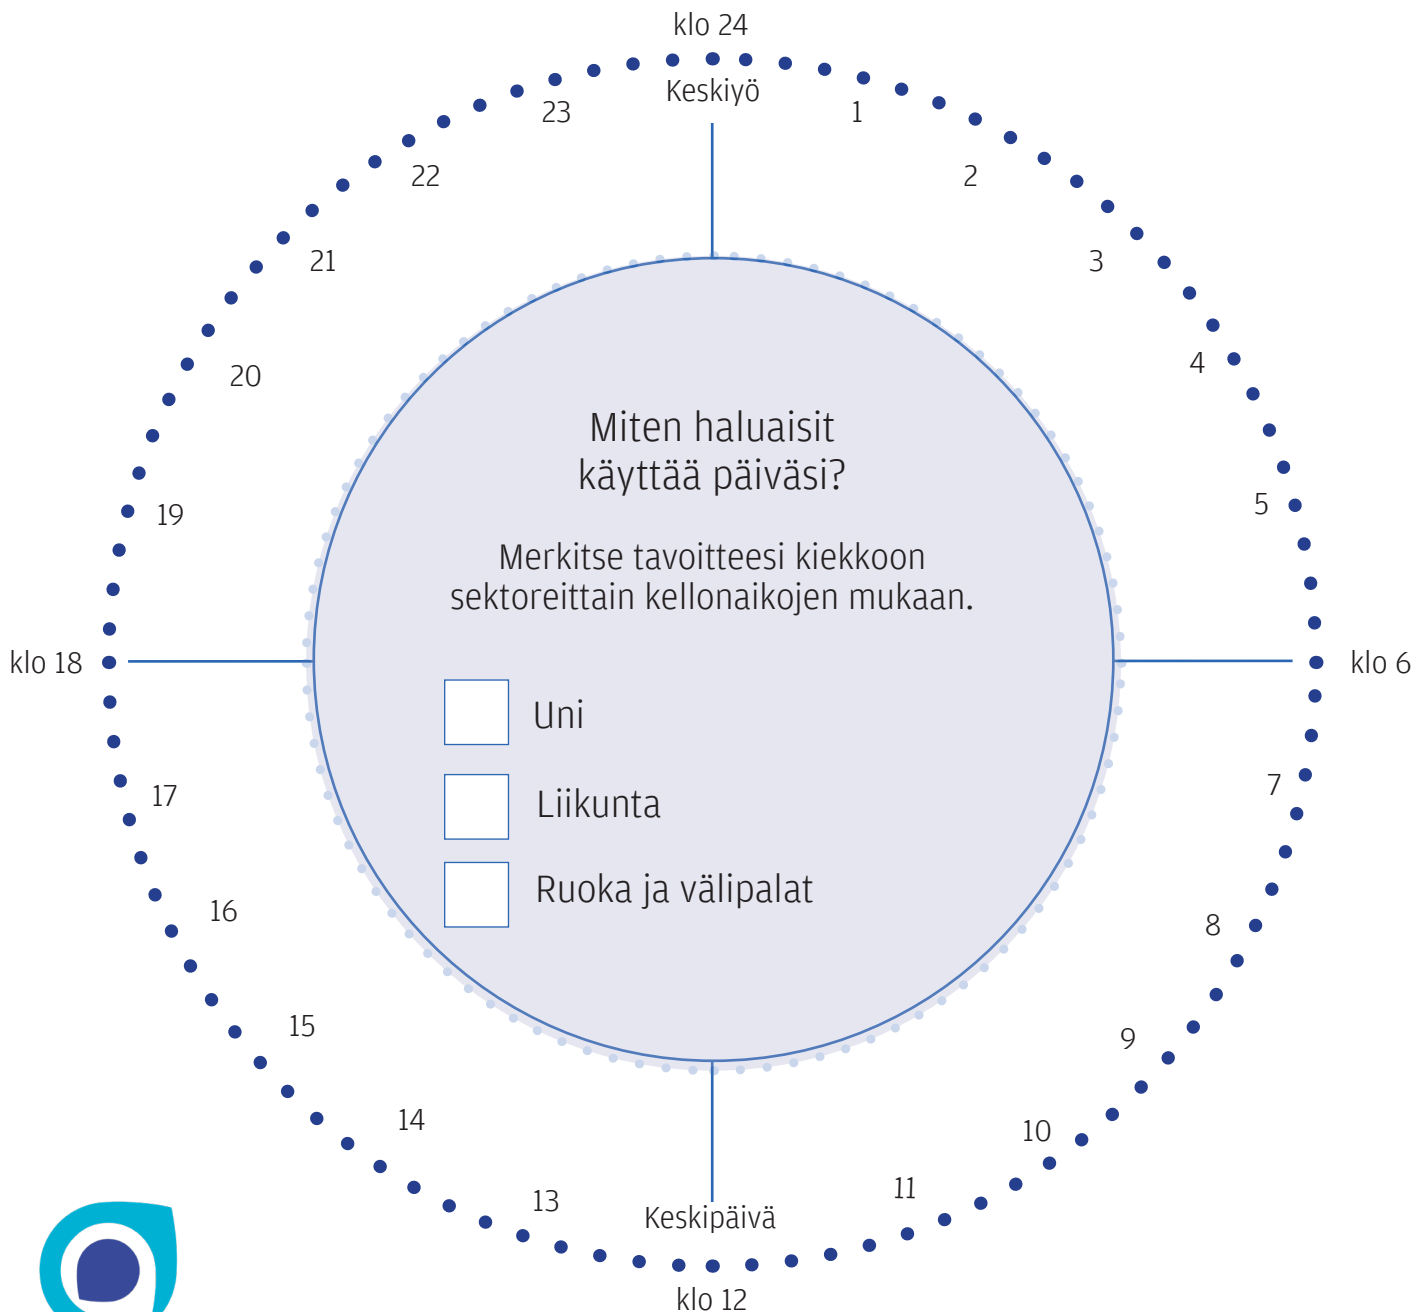 klo 24
Keskiyö
23
1
22
2
21
3
20
4
19
5
Miten haluaisit
käyttää päiväsi?
Merkitse tavoitteesi kiekkoon
sektoreittain kellonaikojen mukaan.
klo 18
klo 6
Uni
Liikunta
Ruoka ja välipalat
17
7
16
8
15
9
14
10
13
11
Keskipäivä
klo 12